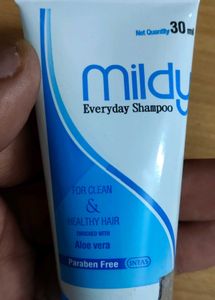 Net Quantity 30 ml
mildy
Everyday Shampoo
FOR CLEAN
&
HEALTHY HAIR
ENRICHED WITH
Aloe vera
Paraben Free INTAS